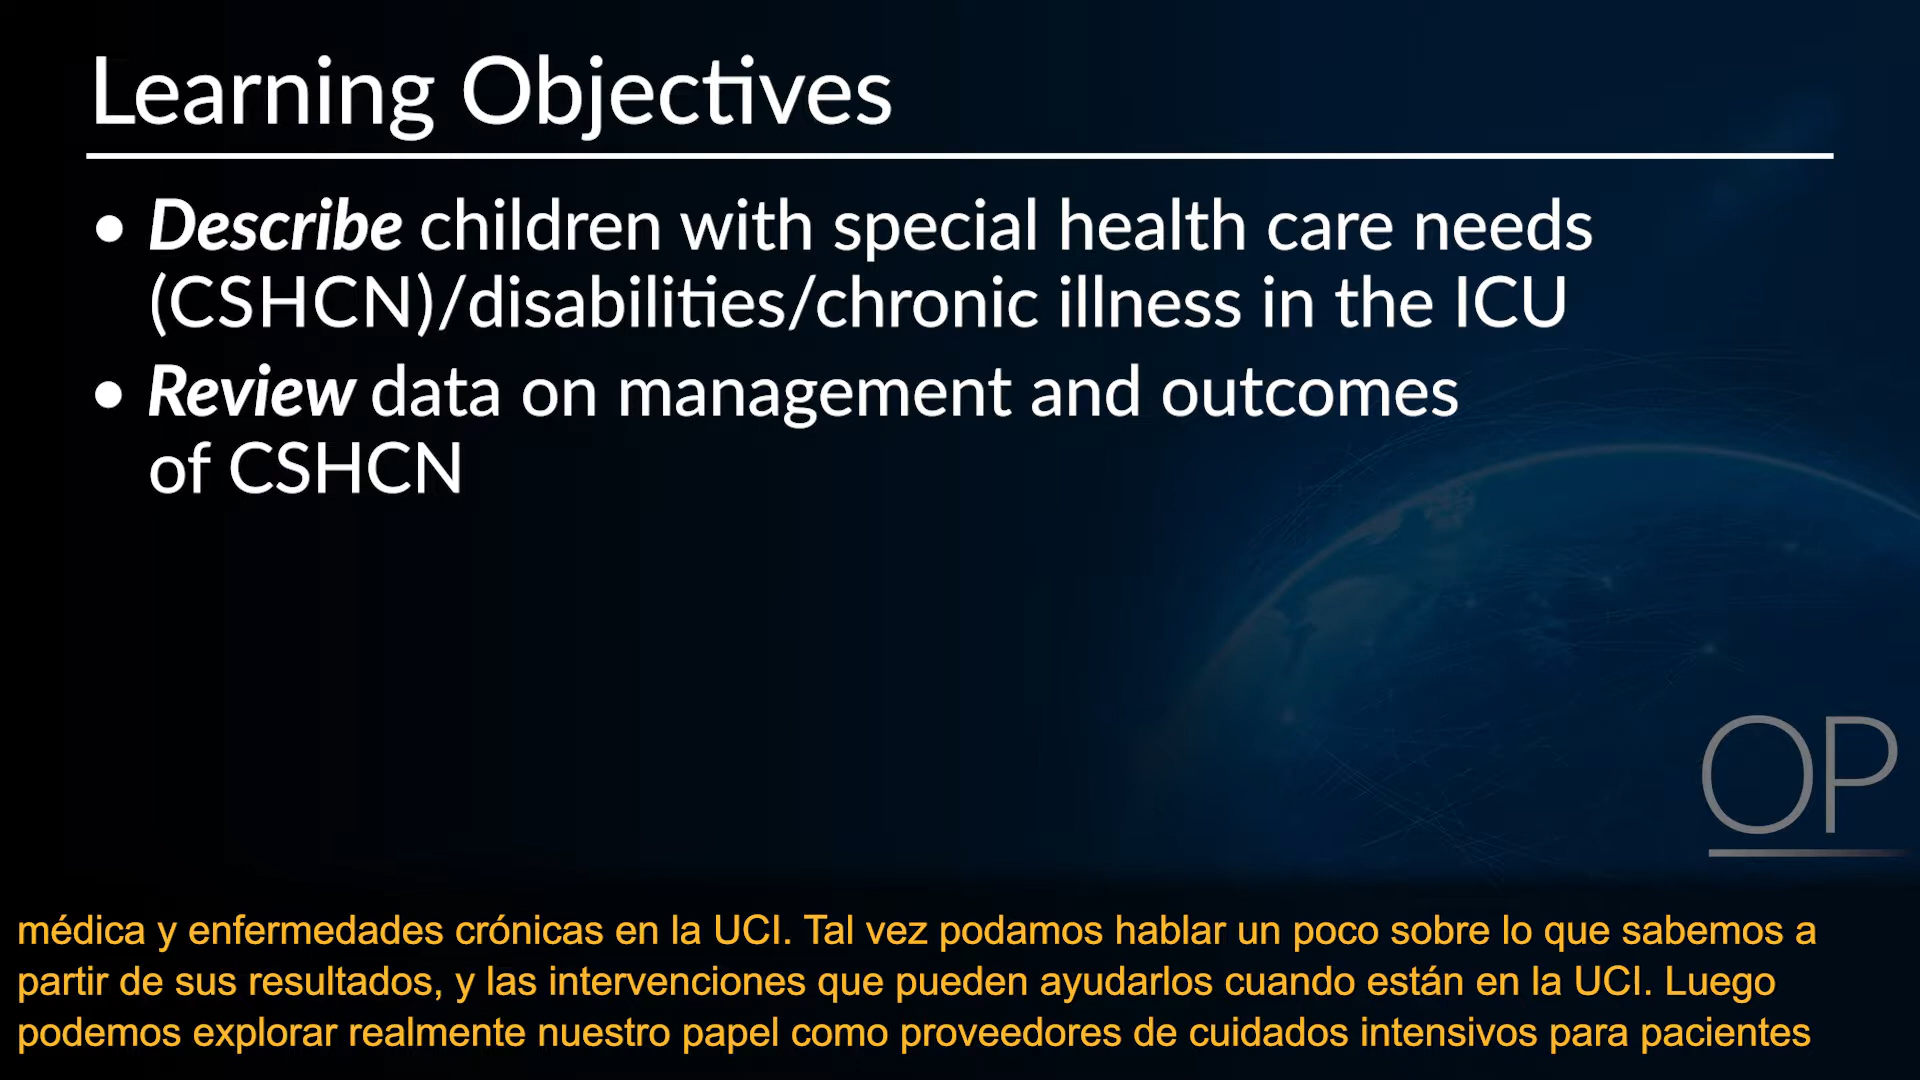 Learning Objectives
• Describe children with special health care needs
(CSHCN)/disabilities/chronic illness in the ICU
• Review data on management and outcomes
of CSHCN
OP
médica y enfermedades crónicas en la UCI. Tal vez podamos hablar un poco sobre lo que sabemos a
partir de sus resultados, y las intervenciones que pueden ayudarlos cuando están en la UCI. Luego
podemos explorar realmente nuestro papel como proveedores de cuidados intensivos para pacientes